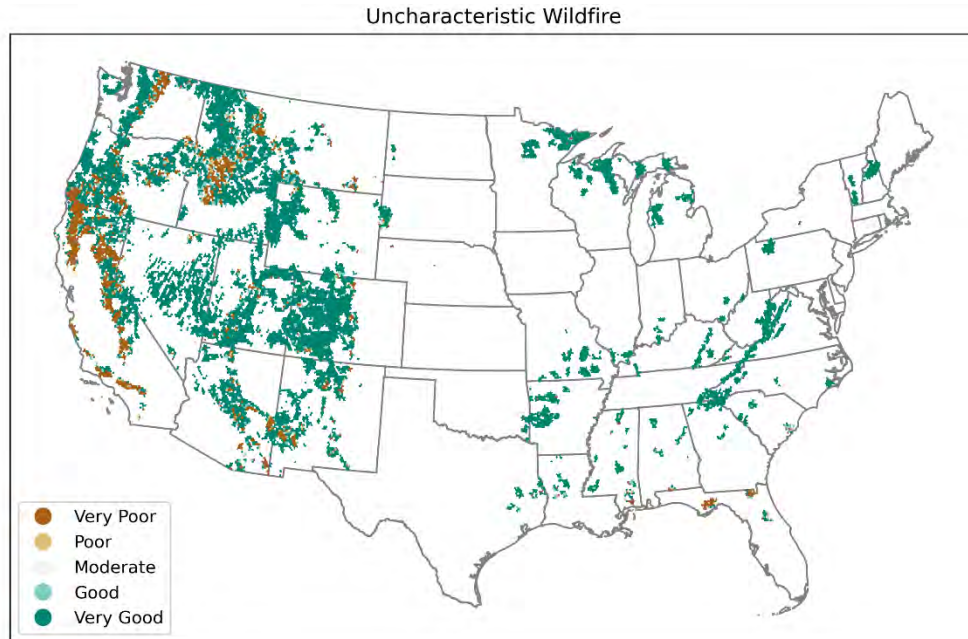 Uncharacteristic Wildfire
Very Poor
Poor
Moderate
Good
Very Good